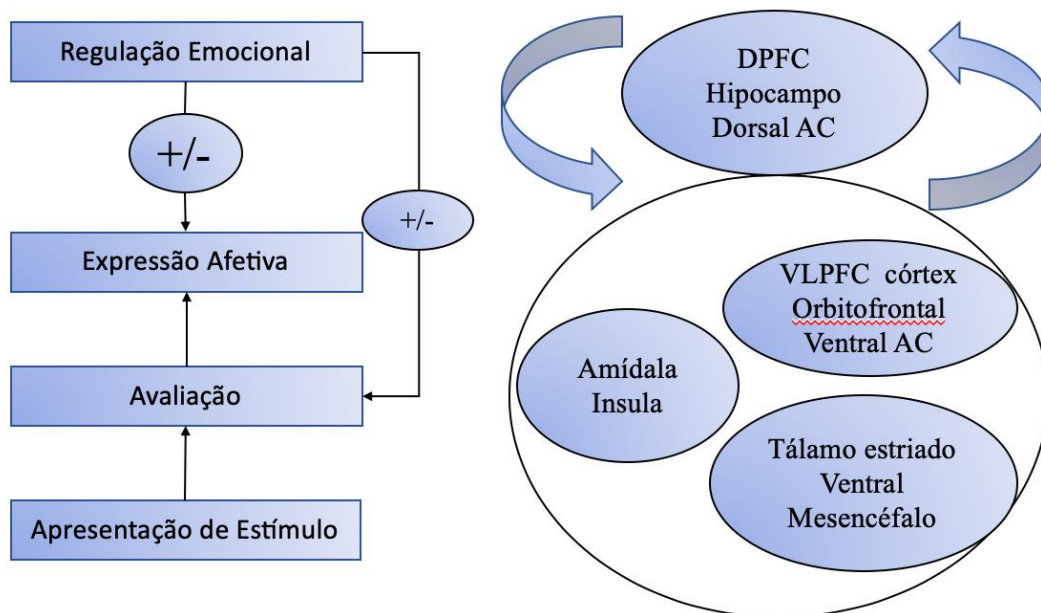 Regulação Emocional
+/-
+/-
Expressão Afetiva
Avaliação
Apresentação de Estímulo
DPFC
Hipocampo
Dorsal AC
VLPFC córtex
Orbitofrontal
Ventral AC
Amídala
Insula
Tálamo estriado
Ventral
Mesencéfalo